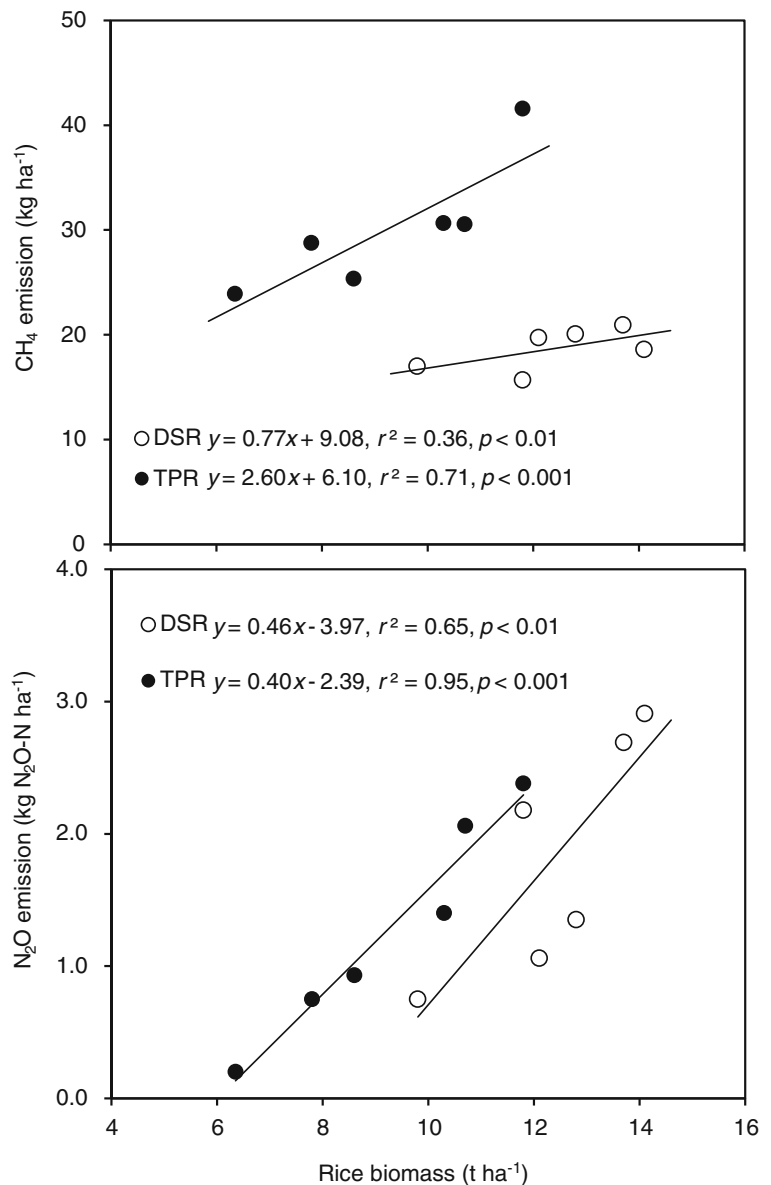 50
40
30
20
10
0
CH₄ emission (kg ha⁻¹)
DSR y = 0.77x + 9.08, r² = 0.36, p < 0.01
TPR y = 2.60x + 6.10, r² = 0.71, p < 0.001
4.0
3.0
2.0
1.0
0.0
N₂O emission (kg N₂O-N ha⁻¹)
DSR y = 0.46x - 3.97, r² = 0.65, p < 0.01
TPR y = 0.40x - 2.39, r² = 0.95, p < 0.001
4 6 8 10 12 14 16
Rice biomass (t ha⁻¹)